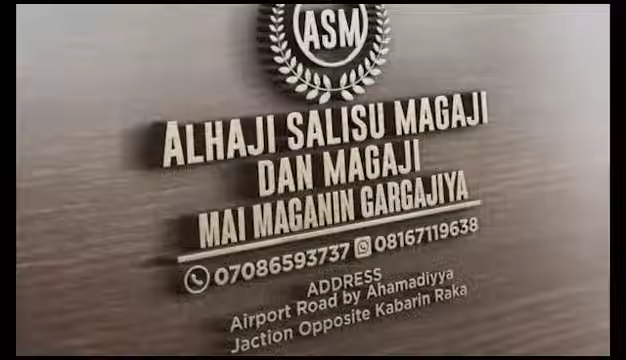 ASM
ALHAJI SALISU MAGAJI
DAN MAGAJI
MAI MAGANIN GARGAJIYA
07086593737 08167119638
ADDRESS
Airport Road by Ahamadiyya
Jaction Opposite Kabarin Raka